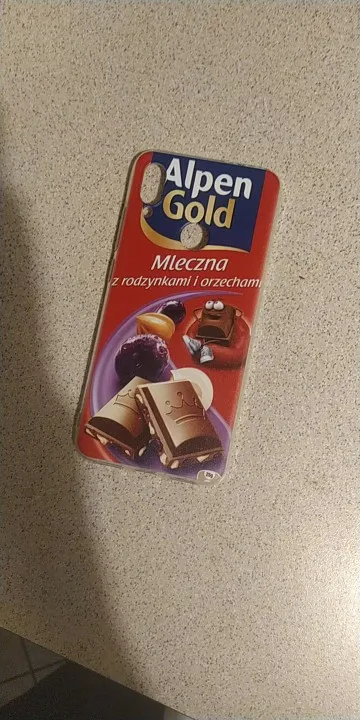 Alpen
Gold
Mleczna
z rodzynkami i orzechami